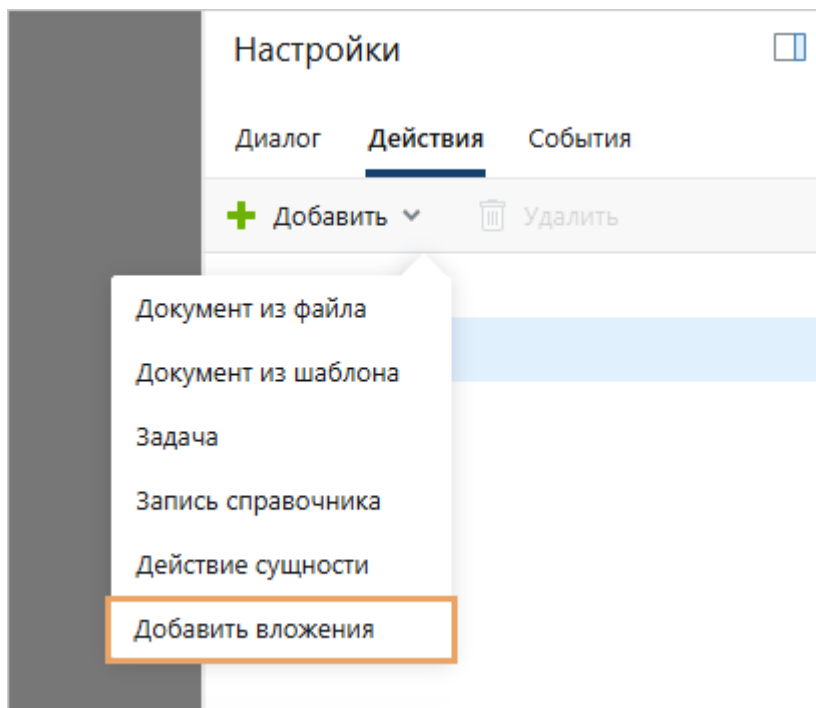 Настройки
Диалог Действия События
Добавить Удалить
Документ из файла
Документ из шаблона
Задача
Запись справочника
Действие сущности
Добавить вложения